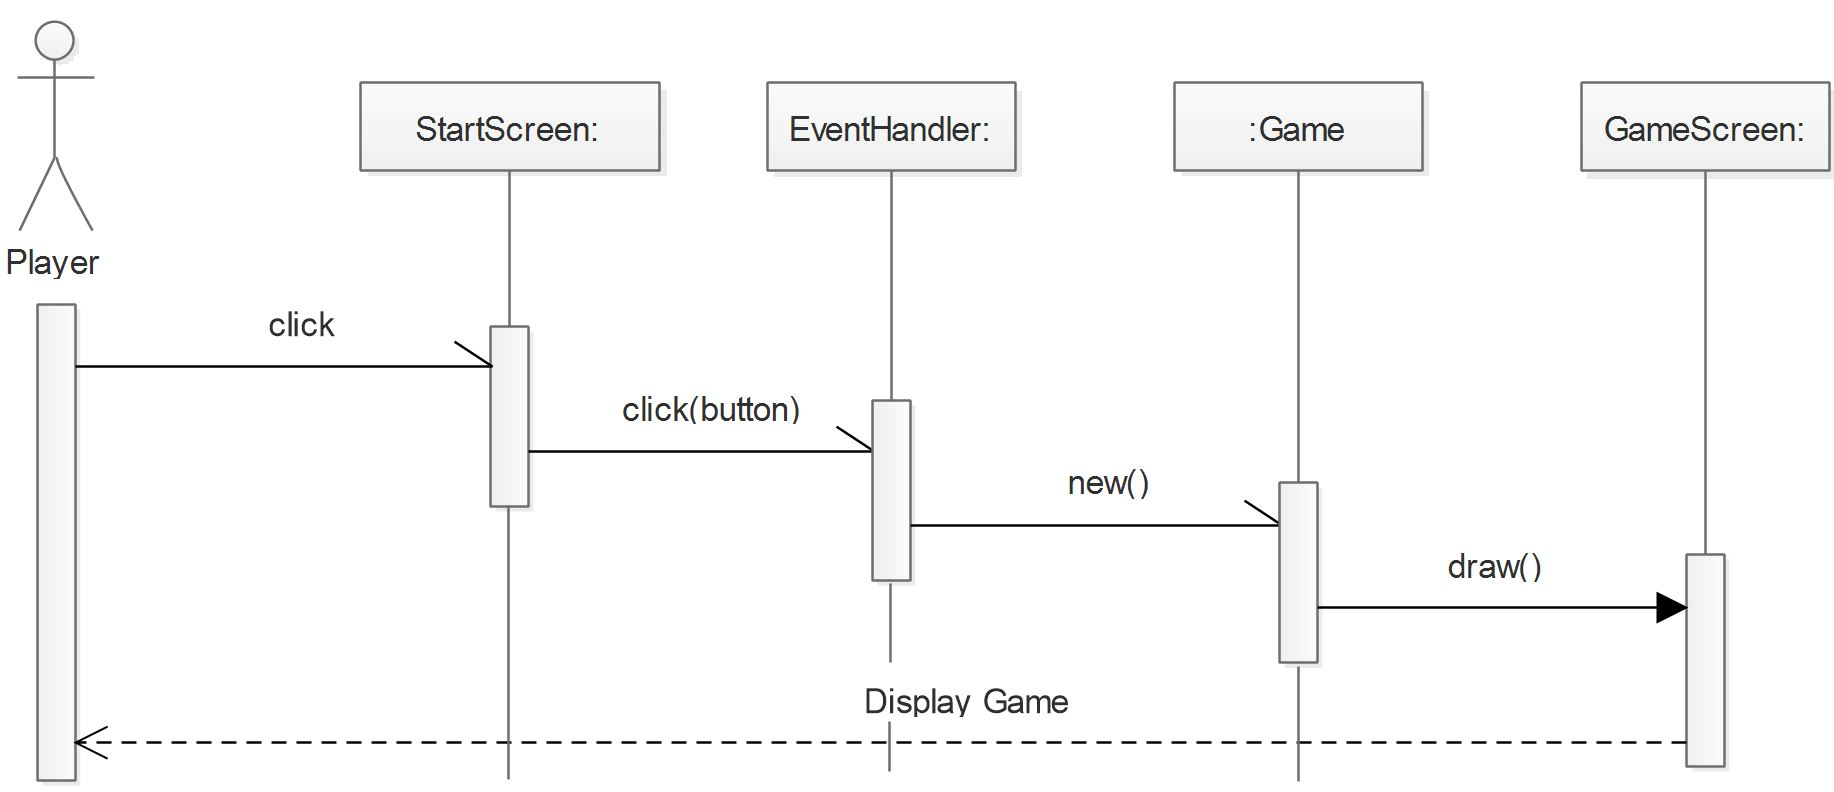 StartScreen:
EventHandler:
:Game
GameScreen:
Player
click
click(button)
new()
draw()
Display Game